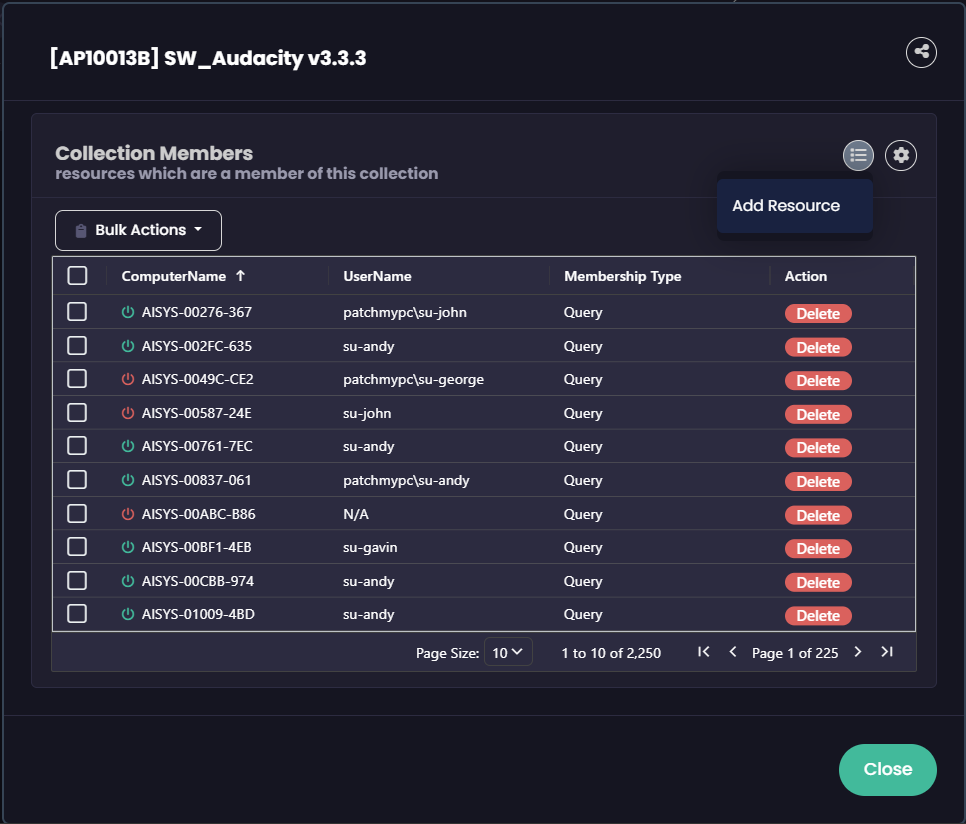 [AP10013B] SW_Audacity v3.3.3
Collection Members
resources which are a member of this collection
Add Resource
Bulk Actions
ComputerName UserName Membership Type Action
AISYS-00276-367 patchmypc\su-john Query Delete
AISYS-002FC-635 su-andy Query Delete
AISYS-0049C-CE2 patchmypc\su-george Query Delete
AISYS-00587-24E su-john Query Delete
AISYS-00761-7EC su-andy Query Delete
AISYS-00837-061 patchmypc\su-andy Query Delete
AISYS-00ABC-B86 N/A Query Delete
AISYS-00BF1-4EB su-gavin Query Delete
AISYS-00CBB-974 su-andy Query Delete
AISYS-01009-4BD su-andy Query Delete
Page Size: 10 1 to 10 of 2,250 Page 1 of 225
Close